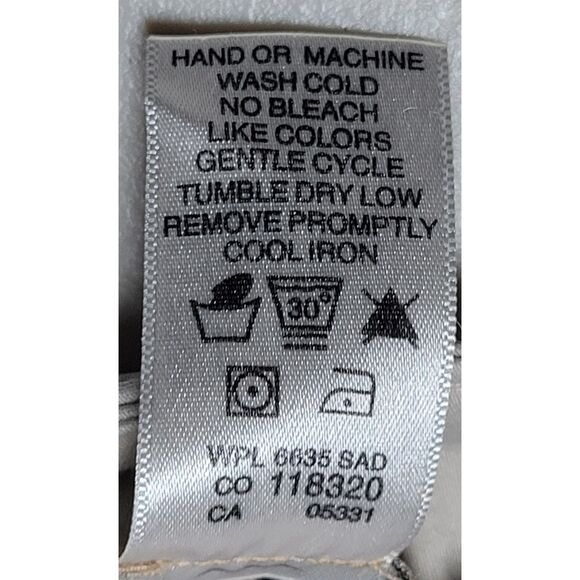 HAND OR MACHINE
WASH COLD
NO BLEACH
LIKE COLORS
GENTLE CYCLE
TUMBLE DRY LOW
REMOVE PROMPTLY
COOL IRON
30°
WPL 6635 SAD
CO 118320
CA 05331